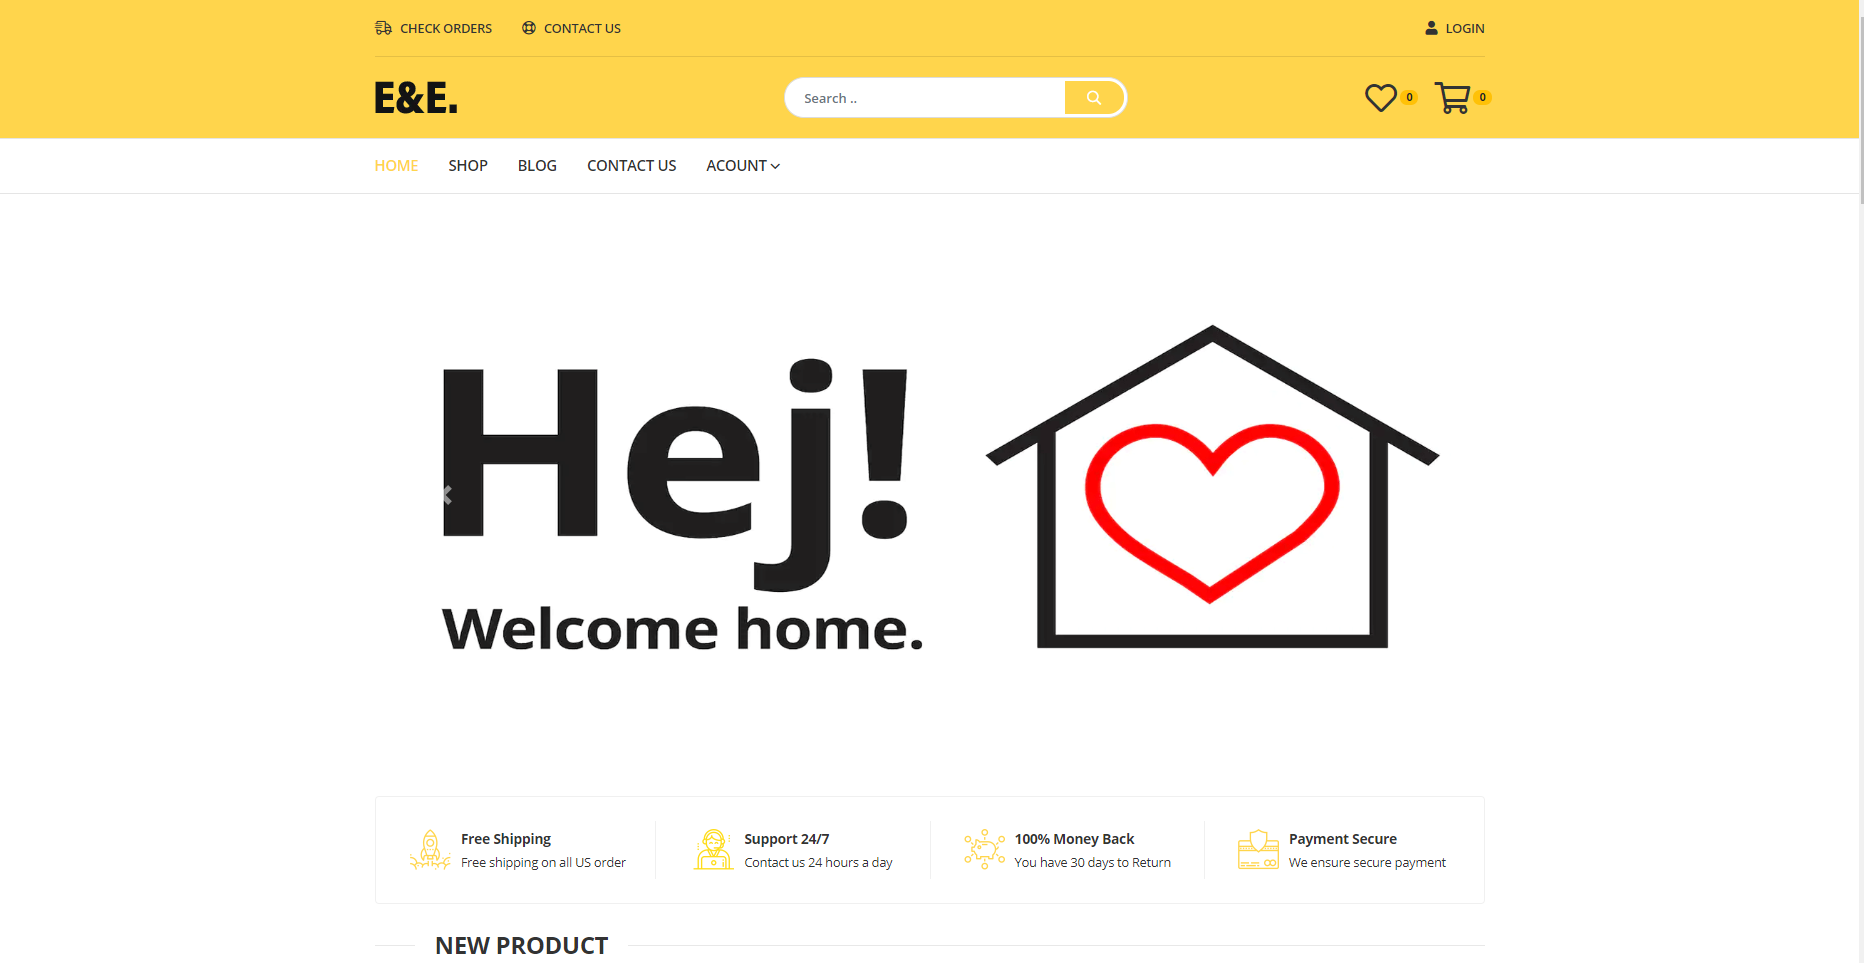 CHECK ORDERS CONTACT US LOGIN
E&E. Search .. 0 0
HOME SHOP BLOG CONTACT US ACOUNT
Hej!
Welcome home.
Free Shipping
Free shipping on all US order
Support 24/7
Contact us 24 hours a day
100% Money Back
You have 30 days to Return
Payment Secure
We ensure secure payment
NEW PRODUCT